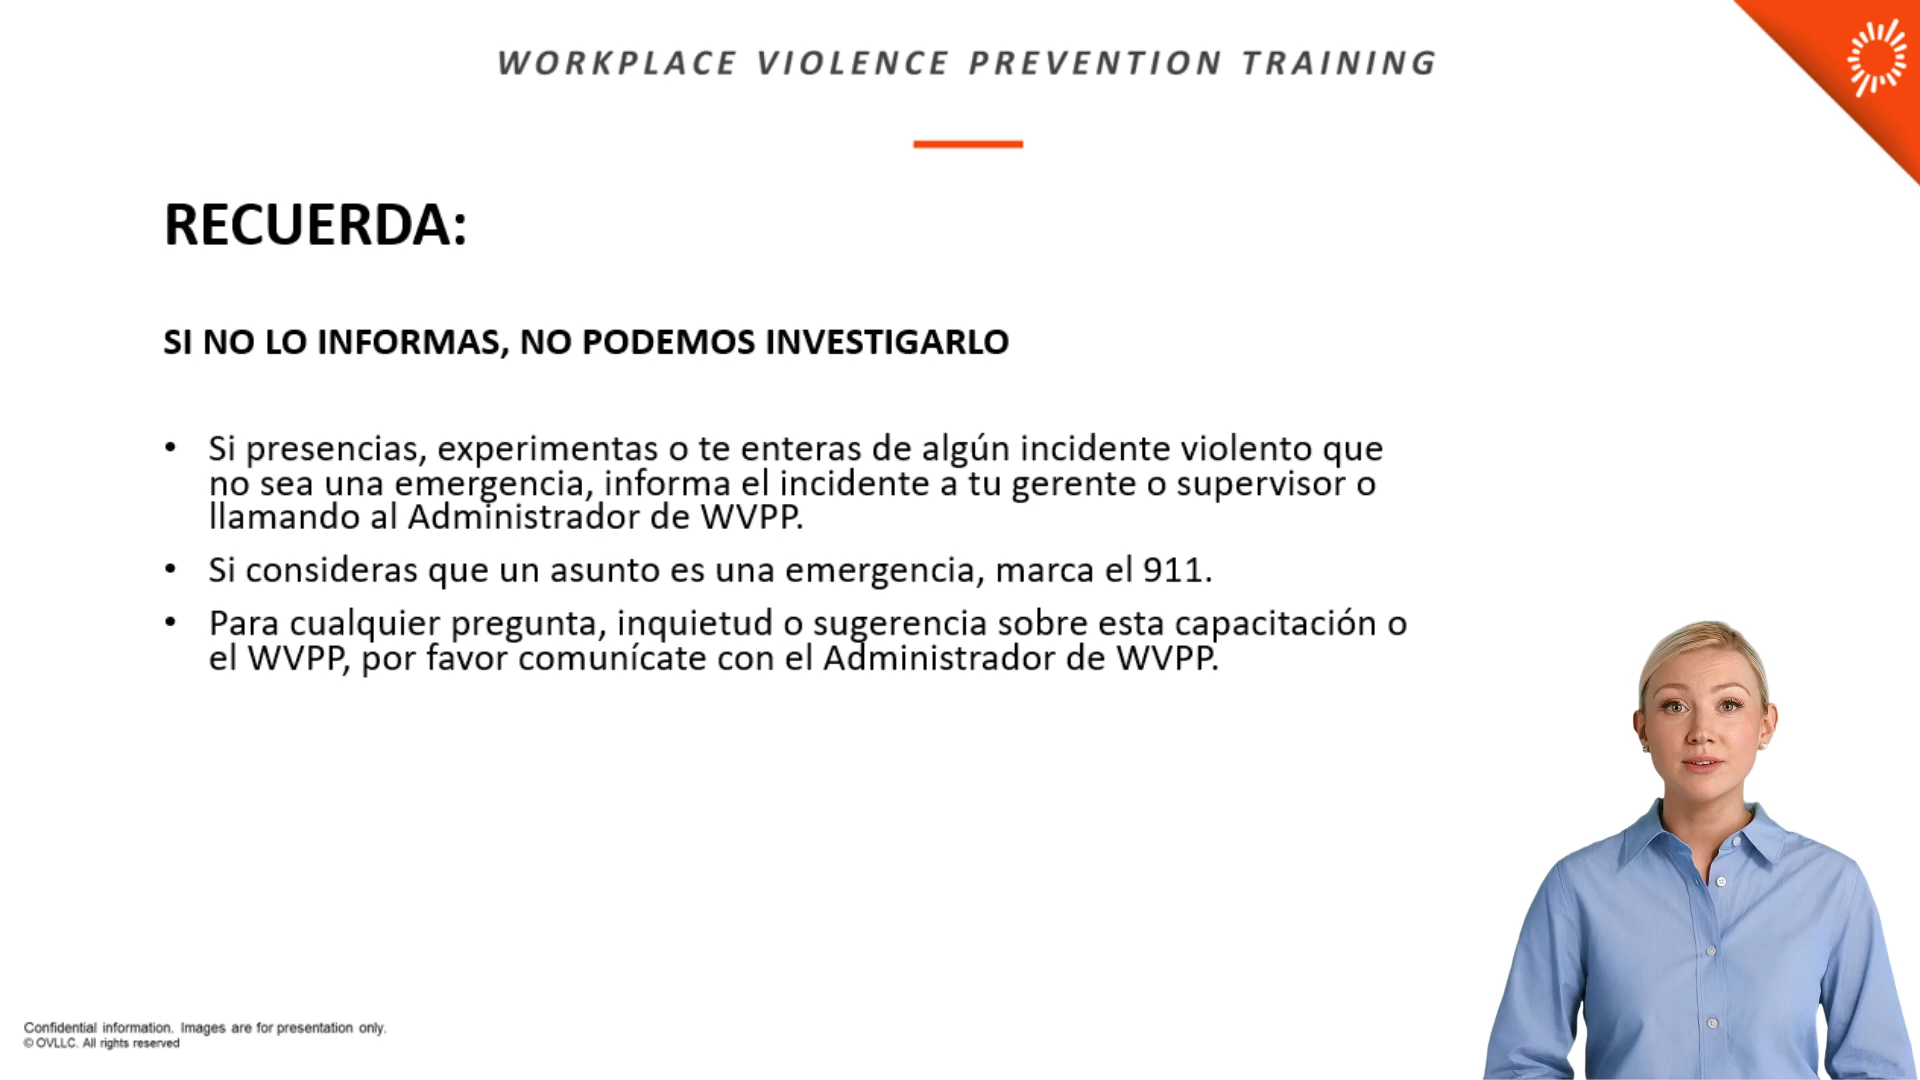 WORKPLACE VIOLENCE PREVENTION TRAINING
RECUERDA:
SI NO LO INFORMAS, NO PODEMOS INVESTIGARLO
• Si presencias, experimentas o te enteras de algún incidente violento que
no sea una emergencia, informa el incidente a tu gerente o supervisor o
llamando al Administrador de WVPP.
• Si consideras que un asunto es una emergencia, marca el 911.
• Para cualquier pregunta, inquietud o sugerencia sobre esta capacitación o
el WVPP, por favor comunícate con el Administrador de WVPP.
Confidential information. Images are for presentation only.
© OVLLC. All rights reserved